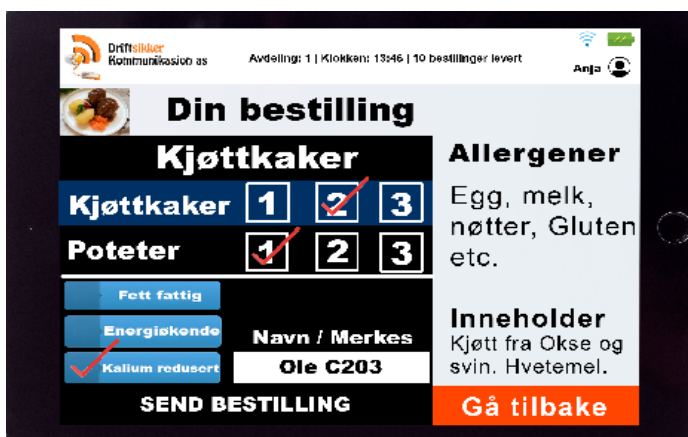 Driftsikker
Kommunikasjon as
Avdeling: 1 | Klokken: 13:46 | 10 bestillinger levert
Anja
Din bestilling
Kjøttkaker
Kjøttkaker 1 2 3
Poteter 1 2 3
Fett fattig
Energiøkende
Kalium redusert
Navn / Merkes
Ole C203
SEND BESTILLING
Allergener
Egg, melk,
nøtter, Gluten
etc.
Inneholder
Kjøtt fra Okse og
svin. Hvetemel.
Gå tilbake